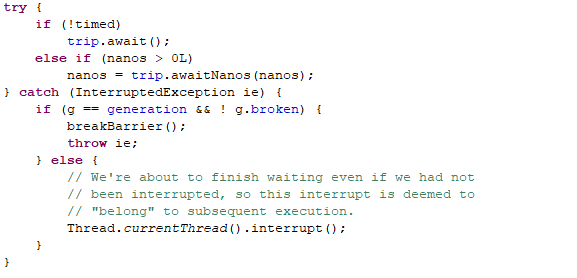 try {
    if (!timed)
        trip.await();
    else if (nanos > 0L)
        nanos = trip.awaitNanos(nanos);
} catch (InterruptedException ie) {
    if (g == generation && ! g.broken) {
        breakBarrier();
        throw ie;
    } else {
        // We're about to finish waiting even if we had not
        // been interrupted, so this interrupt is deemed to
        // "belong" to subsequent execution.
        Thread.currentThread().interrupt();
    }
}